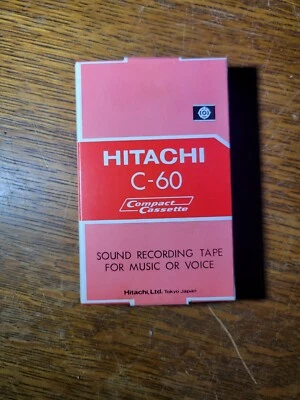 HITACHI
C-60
Compact
Cassette
SOUND RECORDING TAPE
FOR MUSIC OR VOICE
Hitachi, Ltd. Tokyo Japan